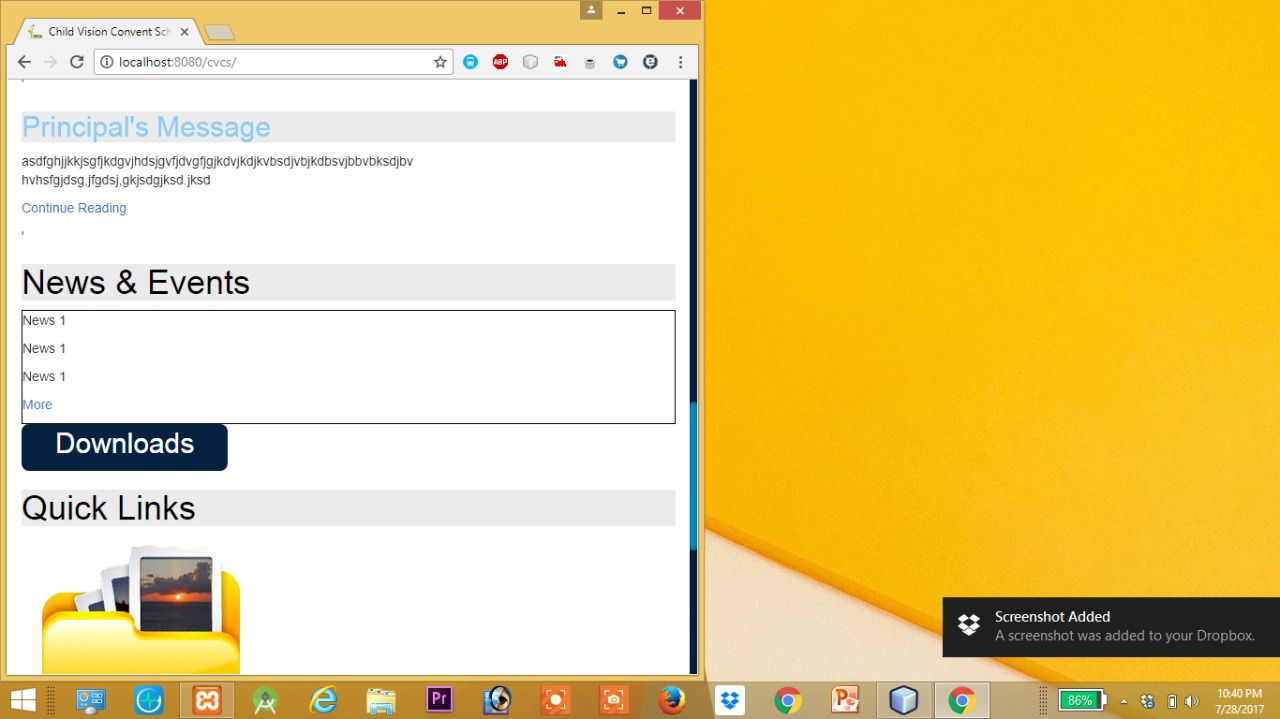 Child Vision Convent Sch
localhost:8080/cvcs/
ABP
Principal's Message
asdfghjjkkjsgfjkdgvjhdsjgvfjdvgfjgjkdvjkdjkvbsdjvbjkdbsvjbbvbksdjbv
hvhsfgjdsg,jfgdsj,gkjsdgjksd.jksd
Continue Reading
'
News & Events
News 1
News 1
News 1
More
Downloads
Quick Links
Screenshot Added
A screenshot was added to your Dropbox.
Pr
86%
10:40 PM
7/28/2017